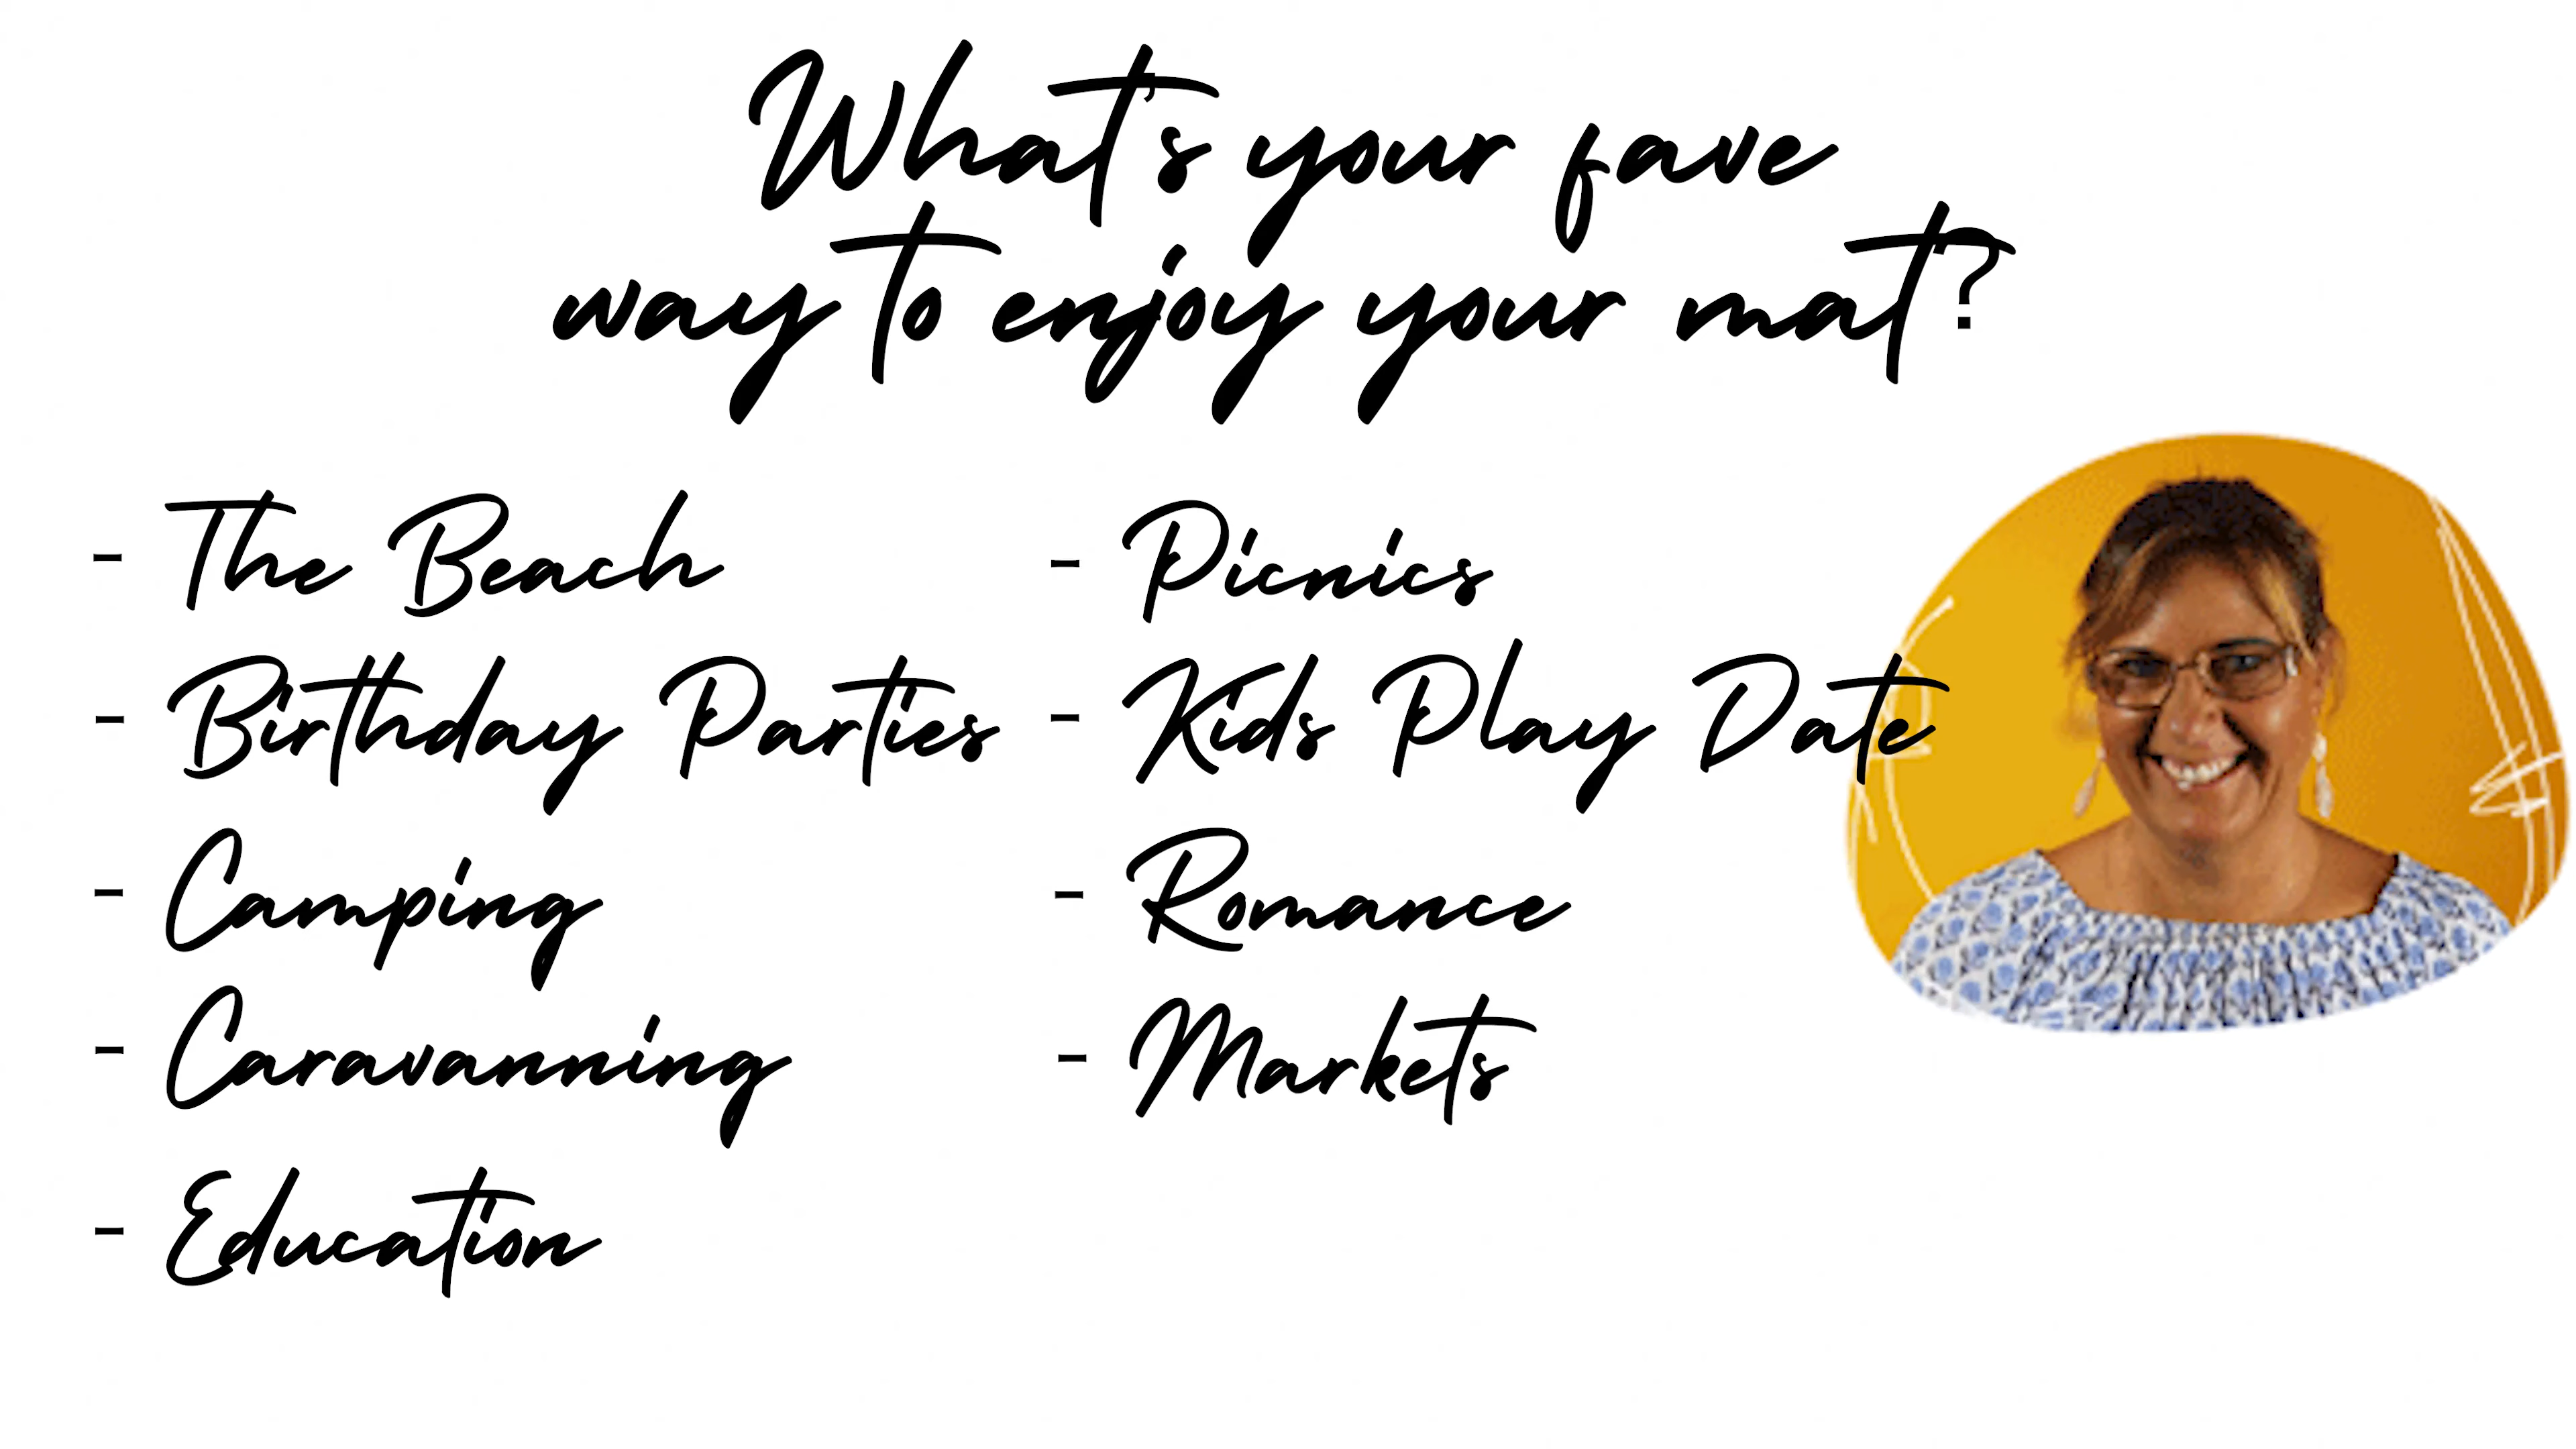 What's your fave
way to enjoy your mat?
- The Beach
- Birthday Parties
- Camping
- Caravanning
- Education
- Picnics
- Kids Play Date
- Romance
- Markets